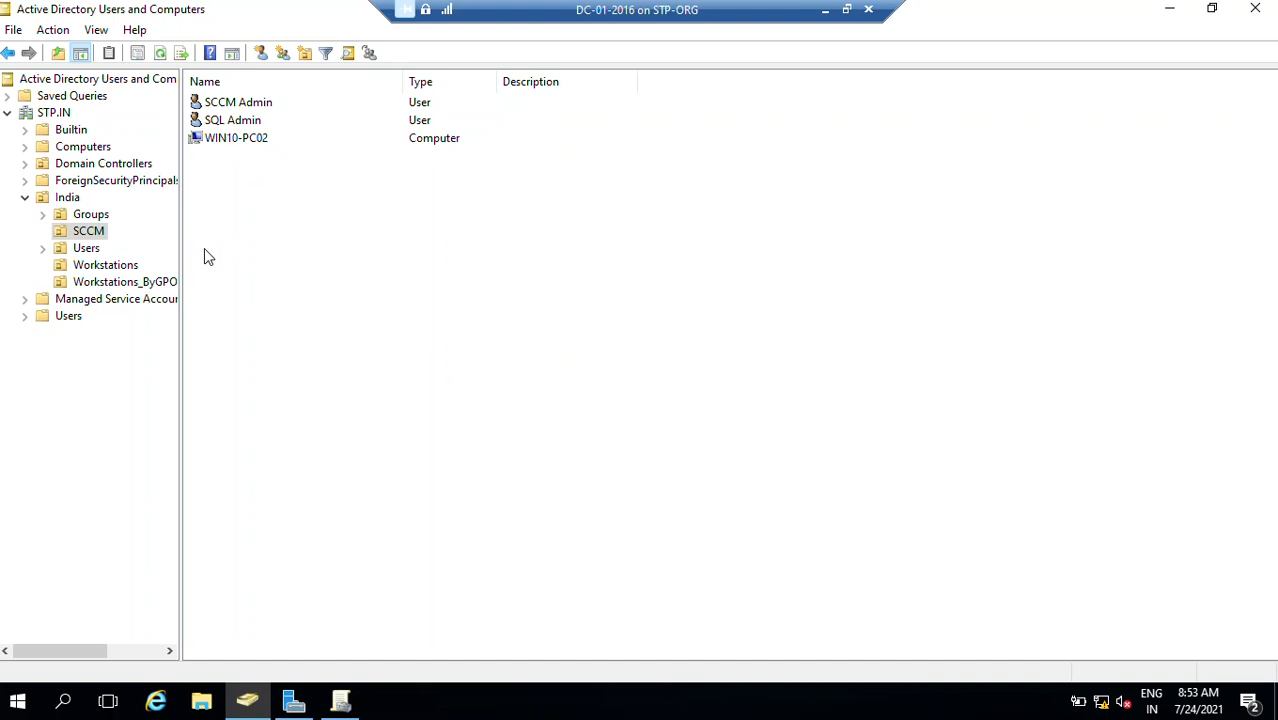 Active Directory Users and Computers
DC-01-2016 on STP-ORG
File Action View Help
Active Directory Users and Com
Saved Queries
STP.IN
Builtin
Computers
Domain Controllers
ForeignSecurityPrincipals
India
Groups
SCCM
Users
Workstations
Workstations_ByGPO
Managed Service Accour
Users
Name Type Description
SCCM Admin User
SQL Admin User
WIN10-PC02 Computer
ENG
IN
8:53 AM
7/24/2021
2